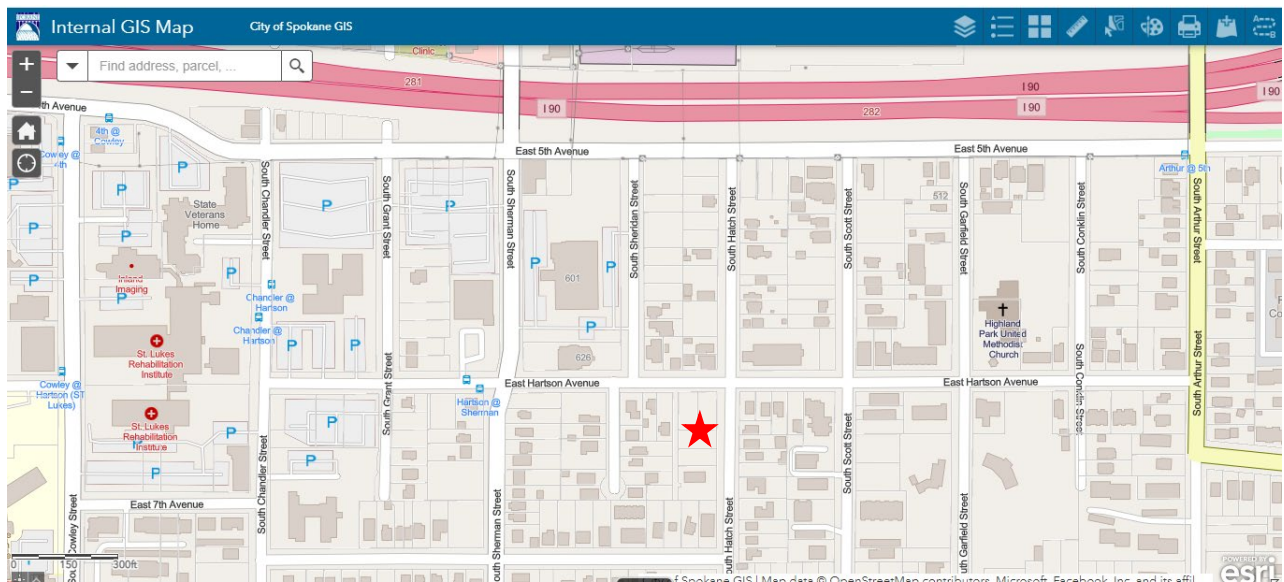 Internal GIS Map
City of Spokane GIS
+
Find address, parcel, ...
−
Clinic
281
I 90
282
I 90
I 90
I 90
4th @
Cowley
Cowley @
4th
East 5th Avenue
East 5th Avenue
Arthur @ 5th
P
P
P
P
P
P
P
P
P
P
P
State
Veterans
Home
Inland
Imaging
South Chandler Street
South Grant Street
South Sherman Street
South Sheridan Street
South Hatch Street
South Scott Street
South Garfield Street
South Conklin Street
South Arthur Street
512
601
626
Chandler @
Hartson
Chandler @
Hartson
P
P
P
Highland
Park United
Methodist
Church
St. Lukes
Rehabilitation
Institute
Cowley @
Hartson (ST
Lukes)
South Grant Street
South Conklin Street
South Arthur Street
East Hartson Avenue
East Hartson Avenue
Hartson @
Sherman
St. Lukes
Rehabilitation
Institute
P
P
P
P
South Chandler Street
South Scott Street
East 7th Avenue
South Sherman Street
South Hatch Street
South Garfield Street
Cowley Street
0 150 300ft
of Spokane GIS | Map data © OpenStreetMap contributors, Microsoft, Facebook, Inc. and its affil
POWERED BY
esri